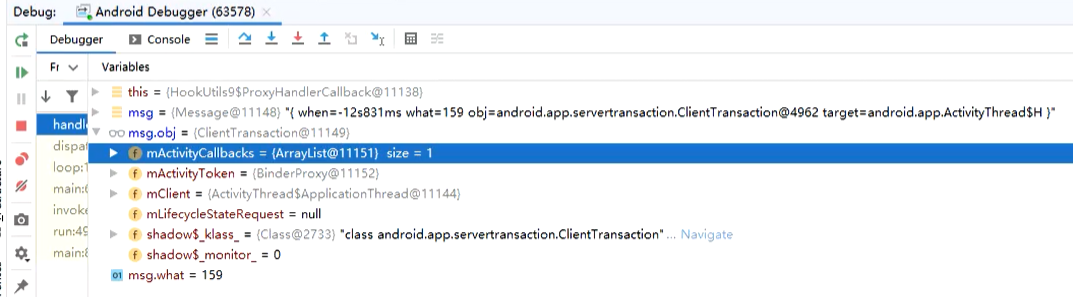 Debug: Android Debugger (63578)
Debugger Console
Fr Variables
this = {HookUtils9$ProxyHandlerCallback@11138}
msg = {Message@11148} "{ when=-12s831ms what=159 obj=android.app.servertransaction.ClientTransaction@4962 target=android.app.ActivityThread$H }"
handle msg.obj = {ClientTransaction@11149}
mActivityCallbacks = {ArrayList@11151} size = 1
dispat mActivityToken = {BinderProxy@11152}
loop:1 mClient = {ActivityThread$ApplicationThread@11144}
main:6 mLifecycleStateRequest = null
invoke shadow$_klass_ = {Class@2733} "class android.app.servertransaction.ClientTransaction" ... Navigate
run:49 shadow$_monitor_ = 0
main:8 msg.what = 159